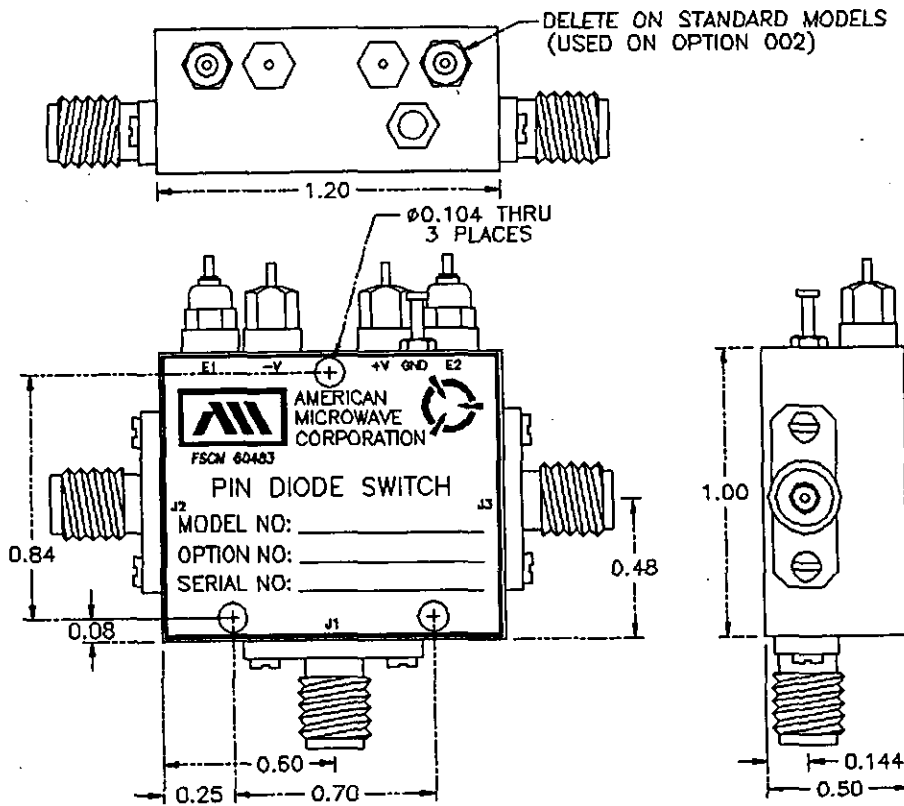 DELETE ON STANDARD MODELS
(USED ON OPTION 002)
1.20
ø0.104 THRU
3 PLACES
E1 -V +V GND E2
AMERICAN
MICROWAVE
CORPORATION
FSCM 60483
PIN DIODE SWITCH
J2 J3
MODEL NO:
OPTION NO:
SERIAL NO:
J1
0.84
0.08
0.48
1.00
0.60
0.25 0.70
0.144
0.50